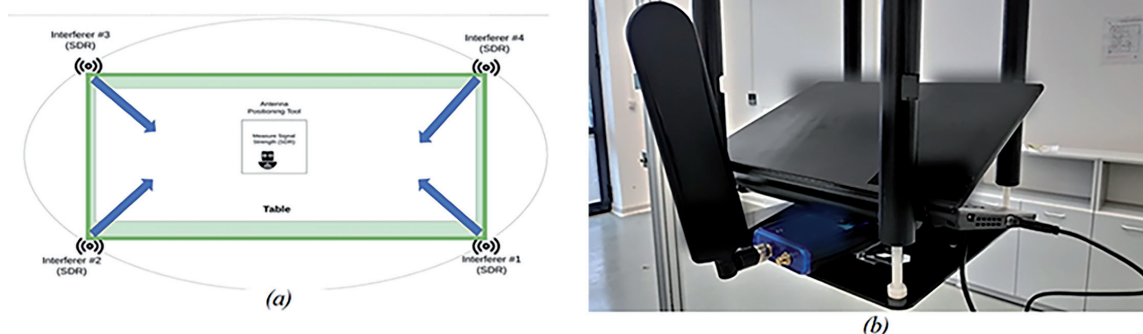 Interferer #3
(SDR)
Interferer #4
(SDR)
Antenna
Positioning Tool
Measure Signal
Strength (SDR)
Table
Interferer #2
(SDR)
Interferer #1
(SDR)
(a)
(b)